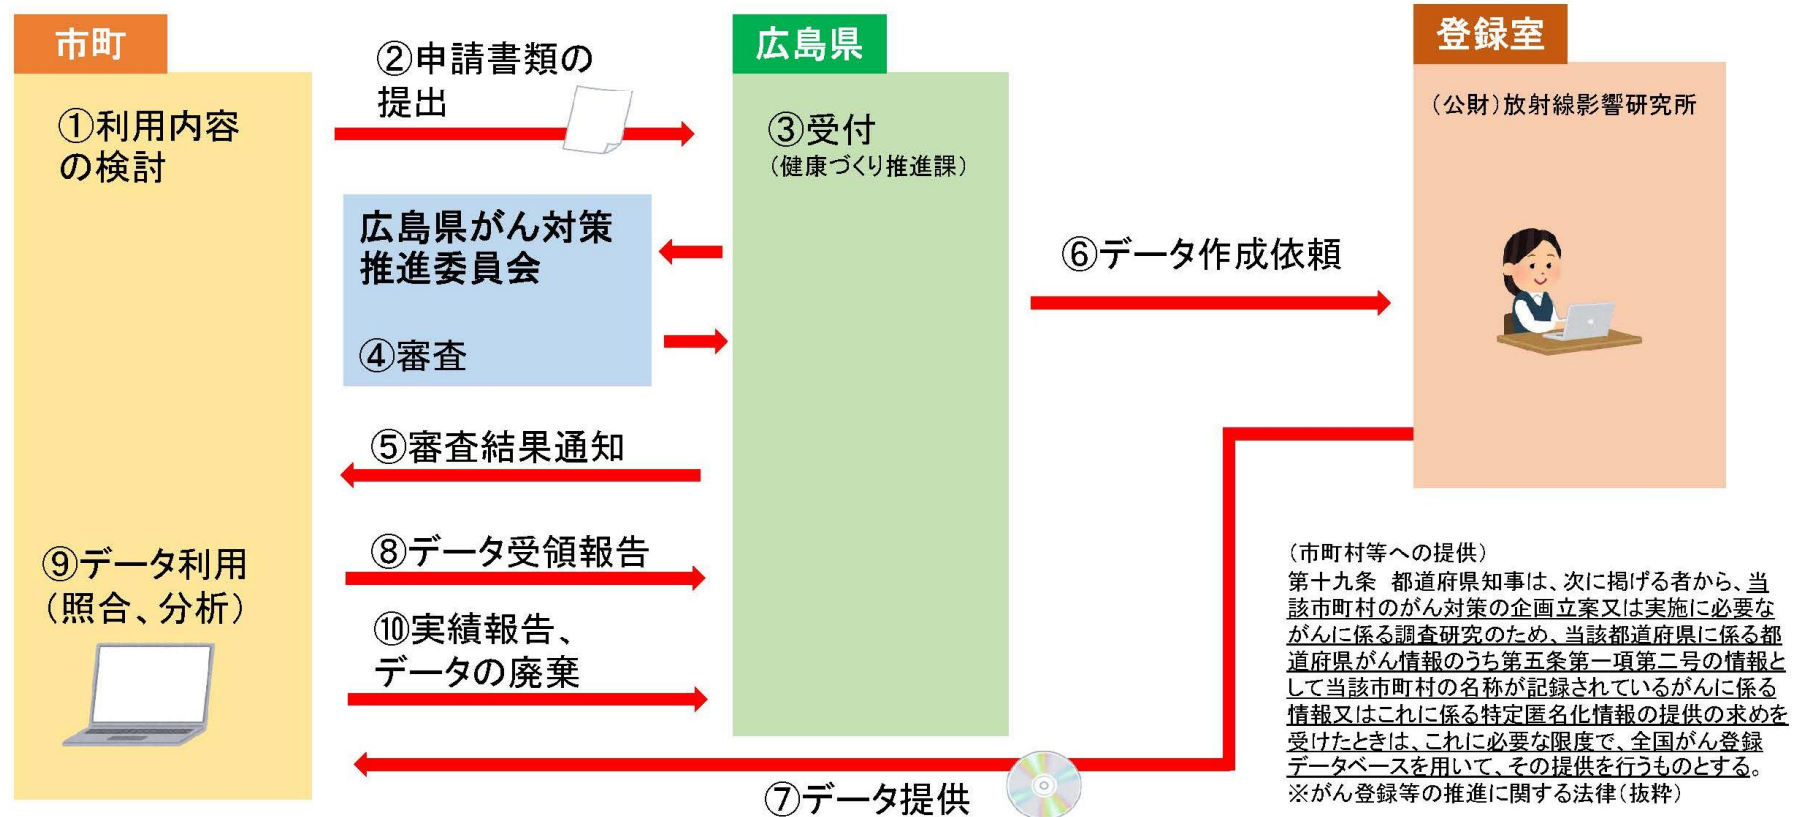 市町
①利用内容
の検討
②申請書類の
提出
広島県
③受付
（健康づくり推進課）
登録室
（公財）放射線影響研究所
広島県がん対策
推進委員会
④審査
⑥データ作成依頼
⑤審査結果通知
⑧データ受領報告
⑨データ利用
（照合、分析）
⑩実績報告、
データの廃棄
⑦データ提供
（市町村等への提供）
第十九条　都道府県知事は、次に掲げる者から、当
該市町村のがん対策の企画立案又は実施に必要な
がんに係る調査研究のため、当該都道府県に係る都
道府県がん情報のうち第五条第一項第二号の情報と
して当該市町村の名称が記録されているがんに係る
情報又はこれに係る特定匿名化情報の提供の求めを
受けたときは、これに必要な限度で、全国がん登録
データベースを用いて、その提供を行うものとする。
※がん登録等の推進に関する法律（抜粋）